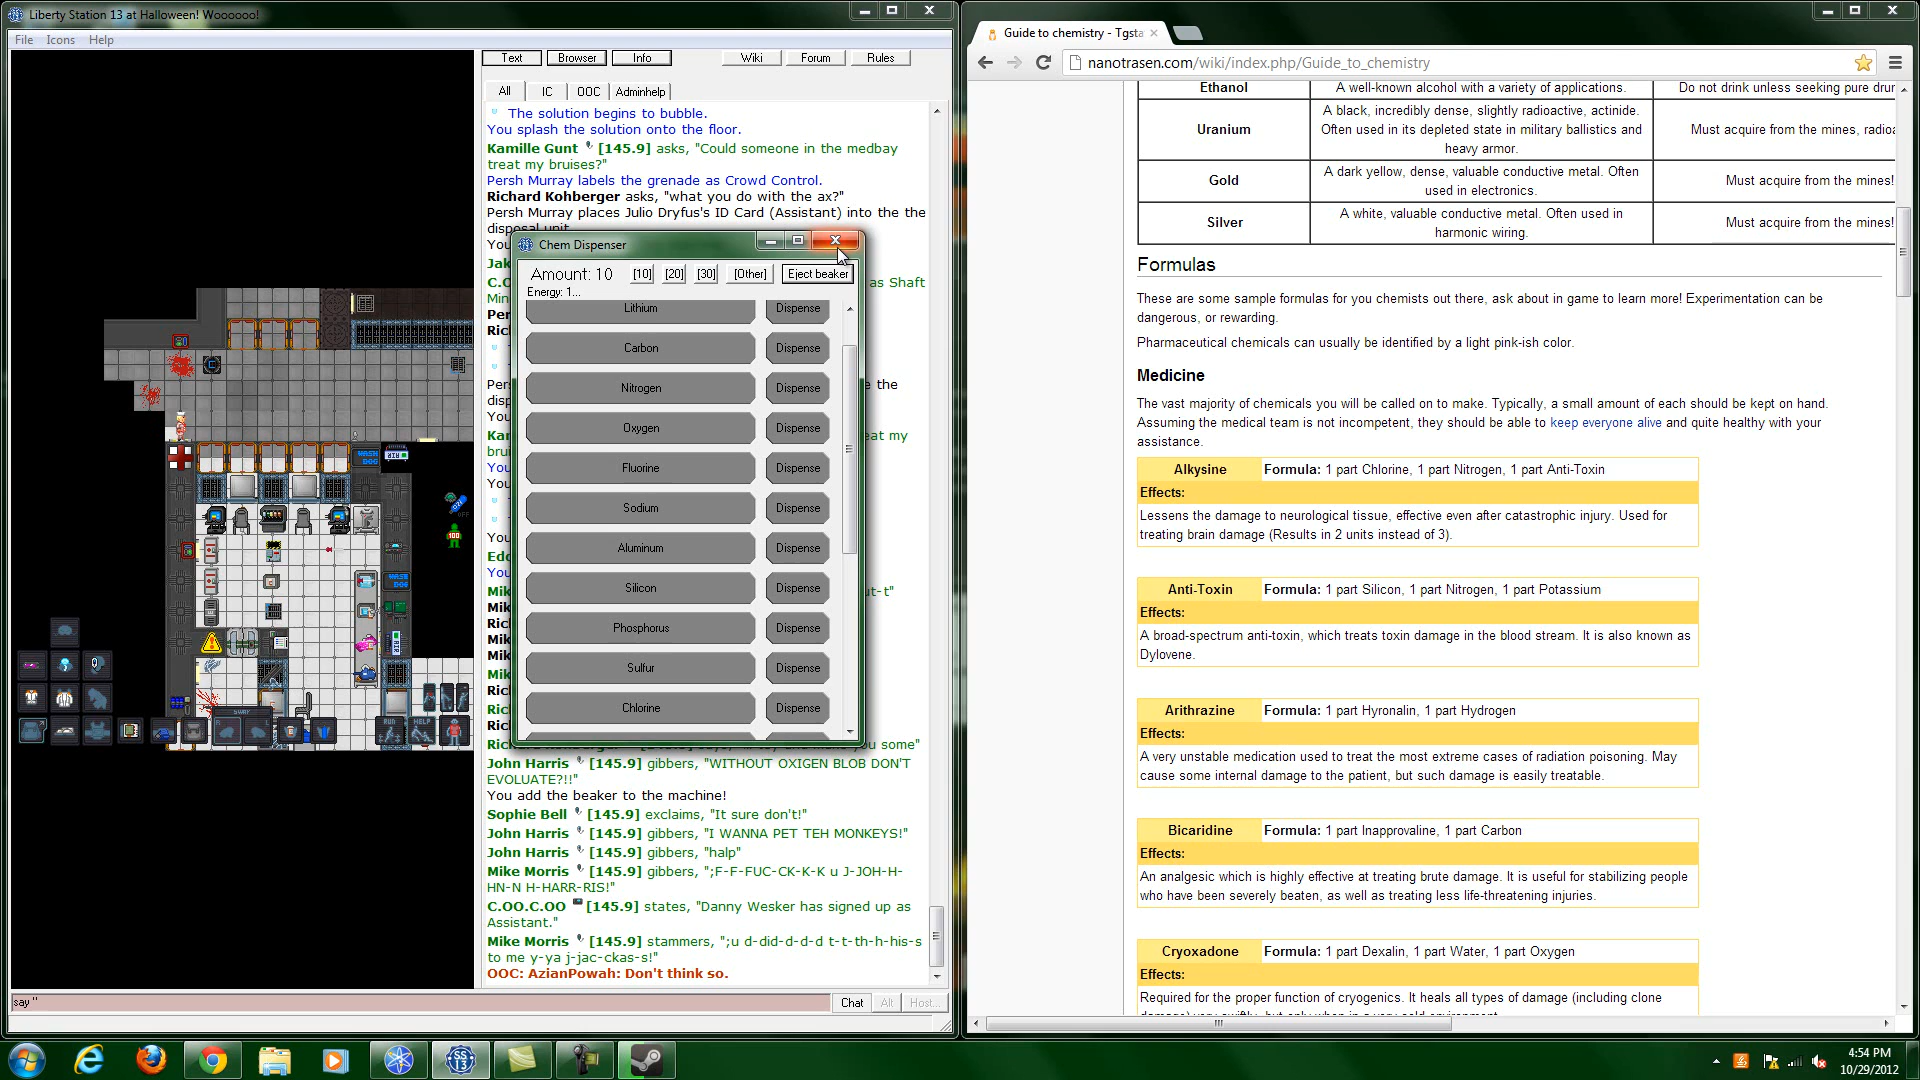 Liberty Station 13 at Halloween! Woooooo!
File Icons Help
Text Browser Info Wiki Forum Rules
All IC OOC Adminhelp
The solution begins to bubble.
You splash the solution onto the floor.
Kamille Gunt [145.9] asks, "Could someone in the medbay
treat my bruises?"
Persh Murray labels the grenade as Crowd Control.
Richard Kohberger asks, "what you do with the ax?"
Persh Murray places Julio Dryfus's ID Card (Assistant) into the the
disposal unit.
as Shaft
e the
eat my
ut-t"
you some"
John Harris [145.9] gibbers, "WITHOUT OXIGEN BLOB DON'T
EVOLUATE?!!"
You add the beaker to the machine!
Sophie Bell [145.9] exclaims, "It sure don't!"
John Harris [145.9] gibbers, "I WANNA PET TEH MONKEYS!"
John Harris [145.9] gibbers, "halp"
Mike Morris [145.9] gibbers, ";F-F-FUC-CK-K-K u J-JOH-H-
HN-N H-HARR-RIS!"
C.OO.C.OO [145.9] states, "Danny Wesker has signed up as
Assistant."
Mike Morris [145.9] stammers, ";u d-did-d-d-d t-t-th-h-his-s
to me y-ya j-jac-ckas-s!"
OOC: AzianPowah: Don't think so.
say "
Chat Alt Host...
Chem Dispenser
Amount: 10 [10] [20] [30] [Other] Eject beaker
Energy: 1...
Lithium Dispense
Carbon Dispense
Nitrogen Dispense
Oxygen Dispense
Fluorine Dispense
Sodium Dispense
Aluminum Dispense
Silicon Dispense
Phosphorus Dispense
Sulfur Dispense
Chlorine Dispense
Guide to chemistry - Tgsta
nanotrasen.com/wiki/index.php/Guide_to_chemistry
Ethanol A well-known alcohol with a variety of applications. Do not drink unless seeking pure drun
Uranium A black, incredibly dense, slightly radioactive, actinide.
Often used in its depleted state in military ballistics and
heavy armor.
Must acquire from the mines, radioa
Gold A dark yellow, dense, valuable conductive metal. Often
used in electronics.
Must acquire from the mines!
Silver A white, valuable conductive metal. Often used in
harmonic wiring.
Must acquire from the mines!
Formulas
These are some sample formulas for you chemists out there, ask about in game to learn more! Experimentation can be
dangerous, or rewarding.
Pharmaceutical chemicals can usually be identified by a light pink-ish color.
Medicine
The vast majority of chemicals you will be called on to make. Typically, a small amount of each should be kept on hand.
Assuming the medical team is not incompetent, they should be able to keep everyone alive and quite healthy with your
assistance.
Alkysine Formula: 1 part Chlorine, 1 part Nitrogen, 1 part Anti-Toxin
Effects:
Lessens the damage to neurological tissue, effective even after catastrophic injury. Used for
treating brain damage (Results in 2 units instead of 3).
Anti-Toxin Formula: 1 part Silicon, 1 part Nitrogen, 1 part Potassium
Effects:
A broad-spectrum anti-toxin, which treats toxin damage in the blood stream. It is also known as
Dylovene.
Arithrazine Formula: 1 part Hyronalin, 1 part Hydrogen
Effects:
A very unstable medication used to treat the most extreme cases of radiation poisoning. May
cause some internal damage to the patient, but such damage is easily treatable.
Bicaridine Formula: 1 part Inapprovaline, 1 part Carbon
Effects:
An analgesic which is highly effective at treating brute damage. It is useful for stabilizing people
who have been severely beaten, as well as treating less life-threatening injuries.
Cryoxadone Formula: 1 part Dexalin, 1 part Water, 1 part Oxygen
Effects:
Required for the proper function of cryogenics. It heals all types of damage (including clone
4:54 PM
10/29/2012